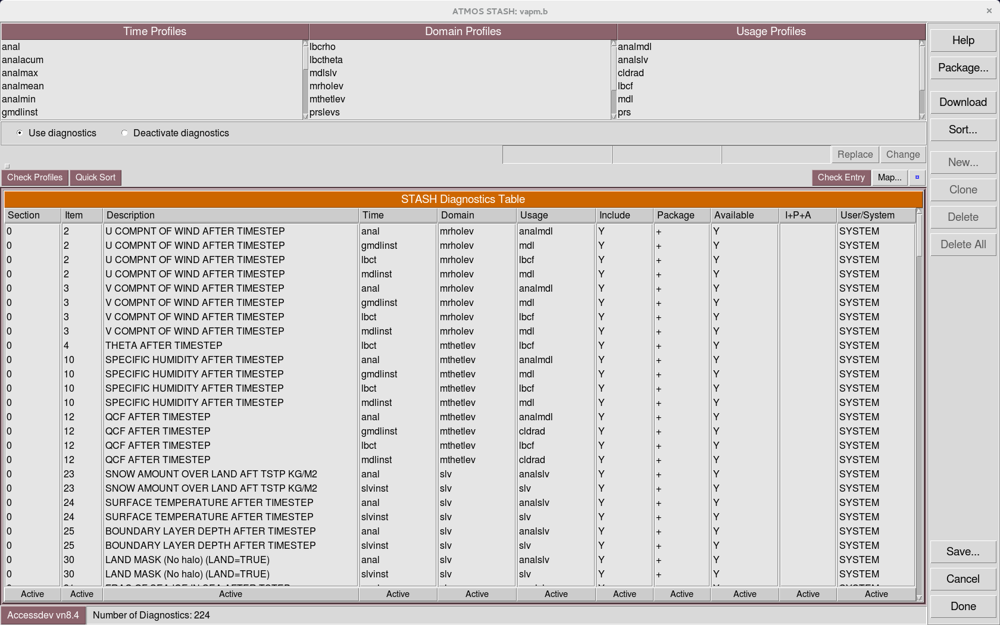 ATMOS STASH: vapm.b
×
Time Profiles Domain Profiles Usage Profiles
anal lbcrho analmdl
analacum lbctheta analslv
analmax mdlslv cldrad
analmean mrholev lbcf
analmin mthetlev mdl
gmdlinst prslevs prs
Use diagnostics Deactivate diagnostics
Replace Change
Check Profiles Quick Sort Check Entry Map... ¤
STASH Diagnostics Table
Section Item Description Time Domain Usage Include Package Available I+P+A User/System
0 2 U COMPNT OF WIND AFTER TIMESTEP anal mrholev analmdl Y + Y SYSTEM
0 2 U COMPNT OF WIND AFTER TIMESTEP gmdlinst mrholev mdl Y + Y SYSTEM
0 2 U COMPNT OF WIND AFTER TIMESTEP lbct mrholev lbcf Y + Y SYSTEM
0 2 U COMPNT OF WIND AFTER TIMESTEP mdlinst mrholev mdl Y + Y SYSTEM
0 3 V COMPNT OF WIND AFTER TIMESTEP anal mrholev analmdl Y + Y SYSTEM
0 3 V COMPNT OF WIND AFTER TIMESTEP gmdlinst mrholev mdl Y + Y SYSTEM
0 3 V COMPNT OF WIND AFTER TIMESTEP lbct mrholev lbcf Y + Y SYSTEM
0 3 V COMPNT OF WIND AFTER TIMESTEP mdlinst mrholev mdl Y + Y SYSTEM
0 4 THETA AFTER TIMESTEP lbct mthetlev lbcf Y + Y SYSTEM
0 10 SPECIFIC HUMIDITY AFTER TIMESTEP anal mthetlev analmdl Y + Y SYSTEM
0 10 SPECIFIC HUMIDITY AFTER TIMESTEP gmdlinst mthetlev mdl Y + Y SYSTEM
0 10 SPECIFIC HUMIDITY AFTER TIMESTEP lbct mthetlev lbcf Y + Y SYSTEM
0 10 SPECIFIC HUMIDITY AFTER TIMESTEP mdlinst mthetlev mdl Y + Y SYSTEM
0 12 QCF AFTER TIMESTEP anal mthetlev analmdl Y + Y SYSTEM
0 12 QCF AFTER TIMESTEP gmdlinst mthetlev cldrad Y + Y SYSTEM
0 12 QCF AFTER TIMESTEP lbct mthetlev lbcf Y + Y SYSTEM
0 12 QCF AFTER TIMESTEP mdlinst mthetlev cldrad Y + Y SYSTEM
0 23 SNOW AMOUNT OVER LAND AFT TSTP KG/M2 anal slv analslv Y + Y SYSTEM
0 23 SNOW AMOUNT OVER LAND AFT TSTP KG/M2 slvinst slv slv Y + Y SYSTEM
0 24 SURFACE TEMPERATURE AFTER TIMESTEP anal slv analslv Y + Y SYSTEM
0 24 SURFACE TEMPERATURE AFTER TIMESTEP slvinst slv slv Y + Y SYSTEM
0 25 BOUNDARY LAYER DEPTH AFTER TIMESTEP anal slv analslv Y + Y SYSTEM
0 25 BOUNDARY LAYER DEPTH AFTER TIMESTEP slvinst slv slv Y + Y SYSTEM
0 30 LAND MASK (No halo) (LAND=TRUE) anal slv analslv Y + Y SYSTEM
0 30 LAND MASK (No halo) (LAND=TRUE) slvinst slv slv Y + Y SYSTEM
Active Active Active Active Active Active Active Active Active Active Active
Accessdev vn8.4 Number of Diagnostics: 224
Help
Package...
Download
Sort...
New...
Clone
Delete
Delete All
Save...
Cancel
Done